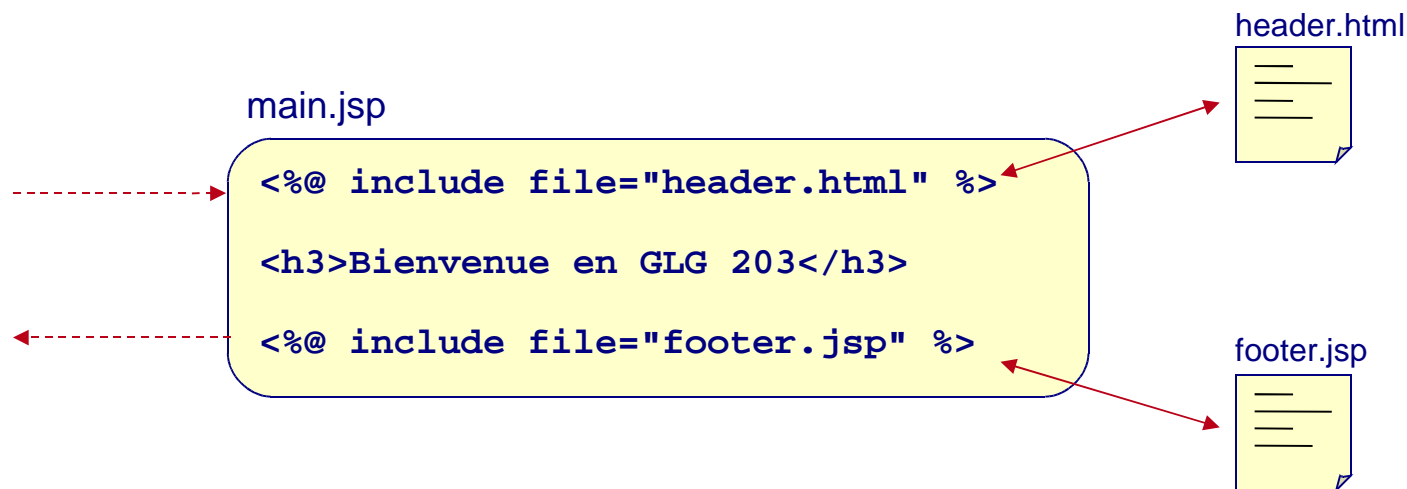 header.html
main.jsp
<%@ include file="header.html" %>
<h3>Bienvenue en GLG 203</h3>
<%@ include file="footer.jsp" %>
footer.jsp